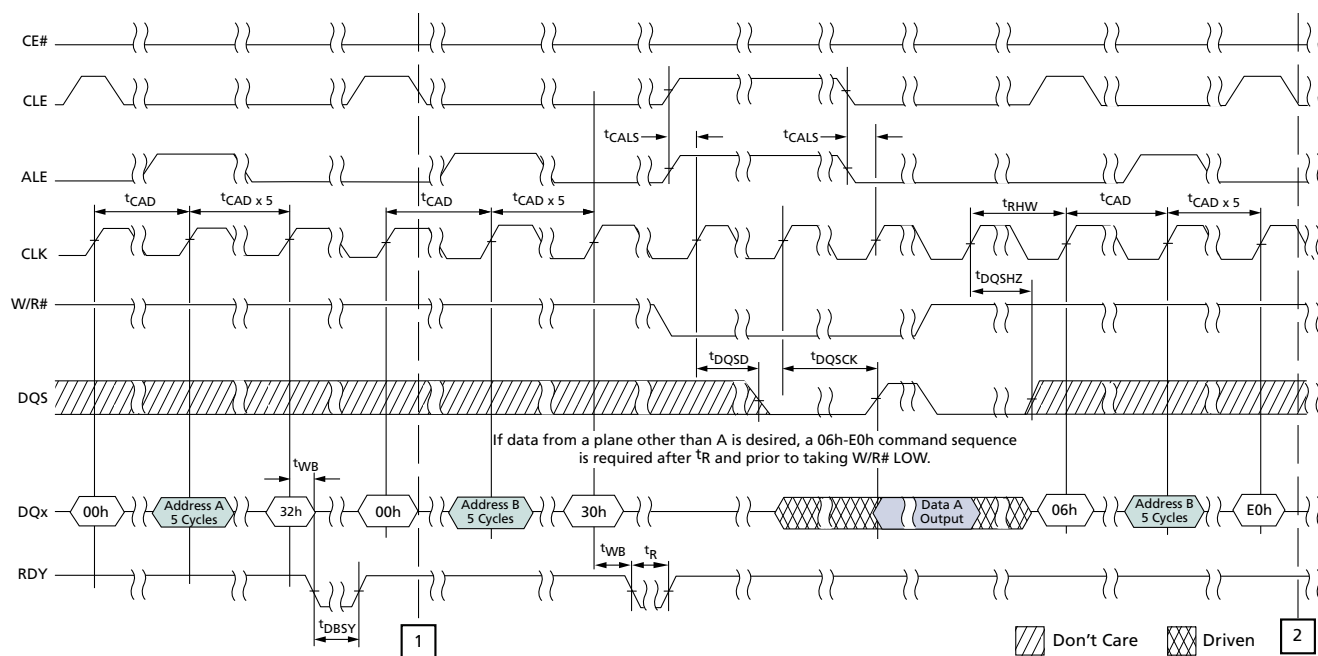 CE#
CLE
tCALS
tCALS
ALE
tCAD
tCAD x 5
tCAD
tCAD x 5
tRHW
tCAD
tCAD x 5
CLK
tDQSHZ
W/R#
tDQSD
tDQSCK
DQS
If data from a plane other than A is desired, a 06h-E0h command sequence
is required after tR and prior to taking W/R# LOW.
tWB
DQx
00h
Address A
5 Cycles
32h
00h
Address B
5 Cycles
30h
Data A
Output
06h
Address B
5 Cycles
E0h
tWB
tR
RDY
tDBSY
1
Don't Care
Driven
2